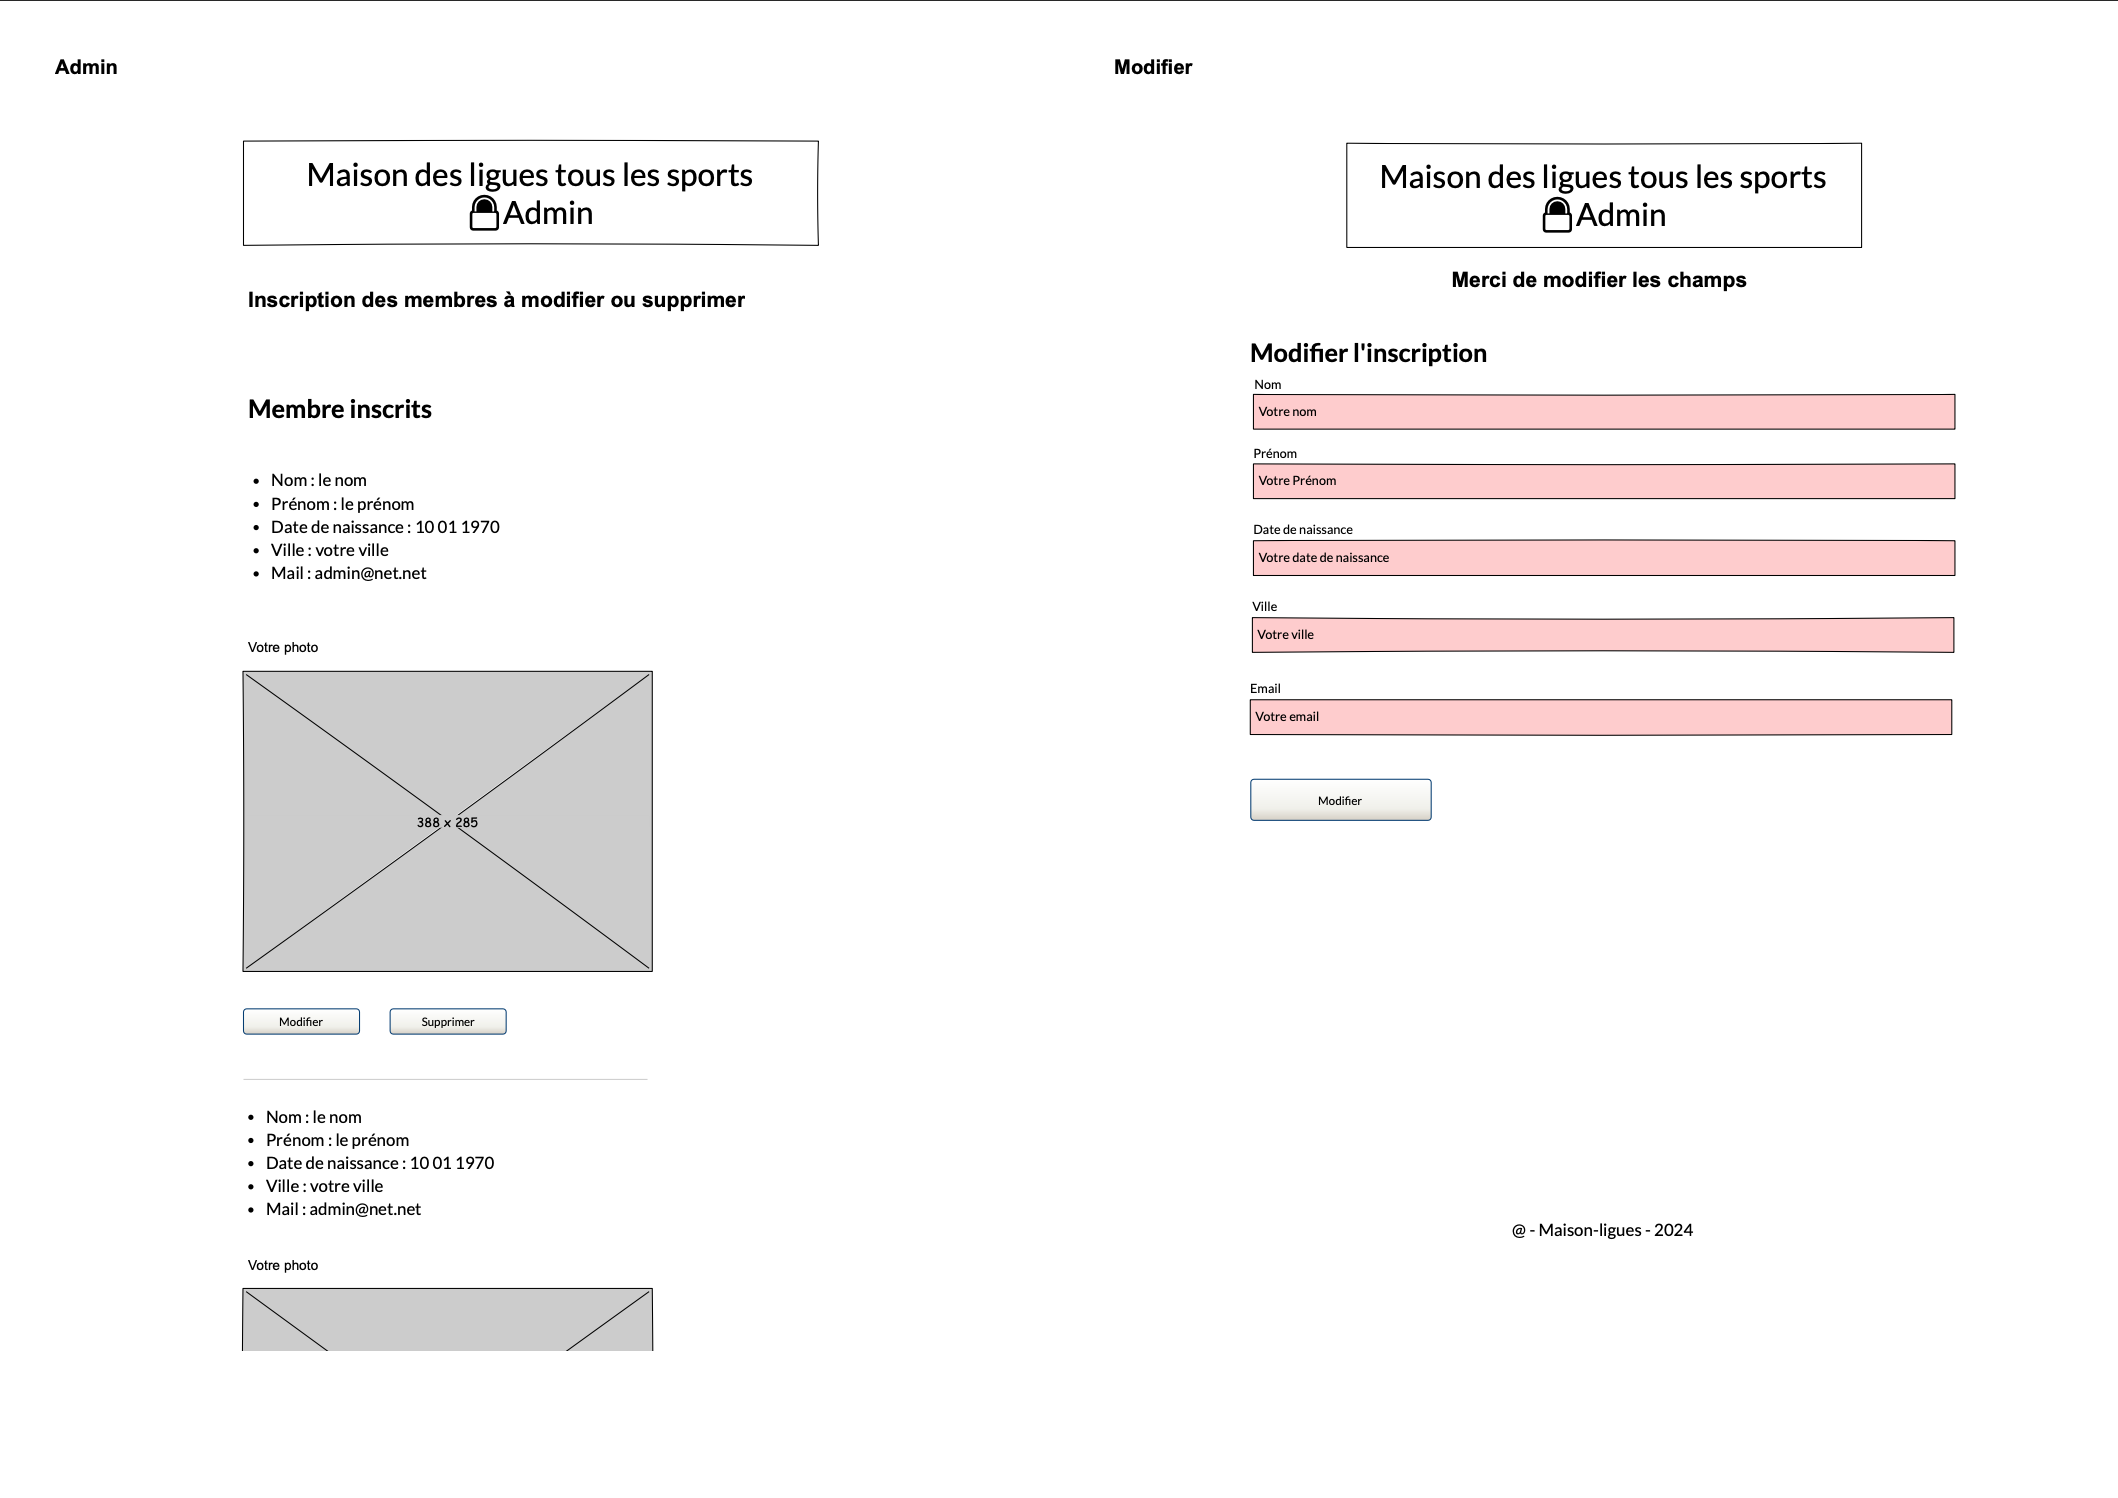 Admin
Maison des ligues tous les sports
Admin
Inscription des membres à modifier ou supprimer
Membre inscrits
• Nom : le nom
• Prénom : le prénom
• Date de naissance : 10 01 1970
• Ville : votre ville
• Mail : admin@net.net
Votre photo
388 x 285
Modifier
Supprimer
• Nom : le nom
• Prénom : le prénom
• Date de naissance : 10 01 1970
• Ville : votre ville
• Mail : admin@net.net
Votre photo
Modifier
Maison des ligues tous les sports
Admin
Merci de modifier les champs
Modifier l'inscription
Nom
Votre nom
Prénom
Votre Prénom
Date de naissance
Votre date de naissance
Ville
Votre ville
Email
Votre email
Modifier
@ - Maison-ligues - 2024